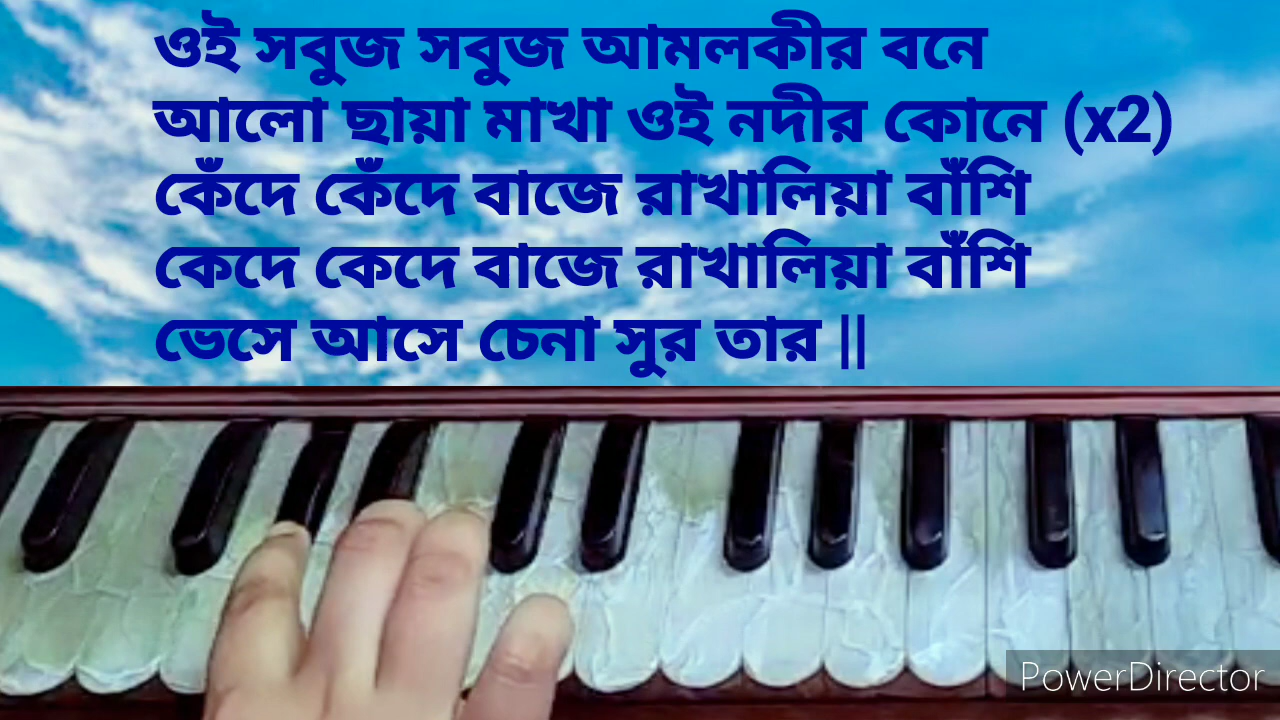 ওই সবুজ সবুজ আমলকীর বনে
আলো ছায়া মাখা ওই নদীর কোনে (x2)
কেঁদে কেঁদে বাজে রাখালিয়া বাঁশি
কেদে কেদে বাজে রাখালিয়া বাঁশি
ভেসে আসে চেনা সুর তার ||
PowerDirector